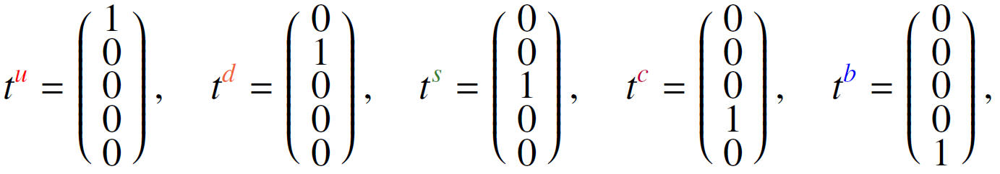 t^u = (1 0 0 0 0), t^d = (0 1 0 0 0), t^s = (0 0 1 0 0), t^c = (0 0 0 1 0), t^b = (0 0 0 0 1),